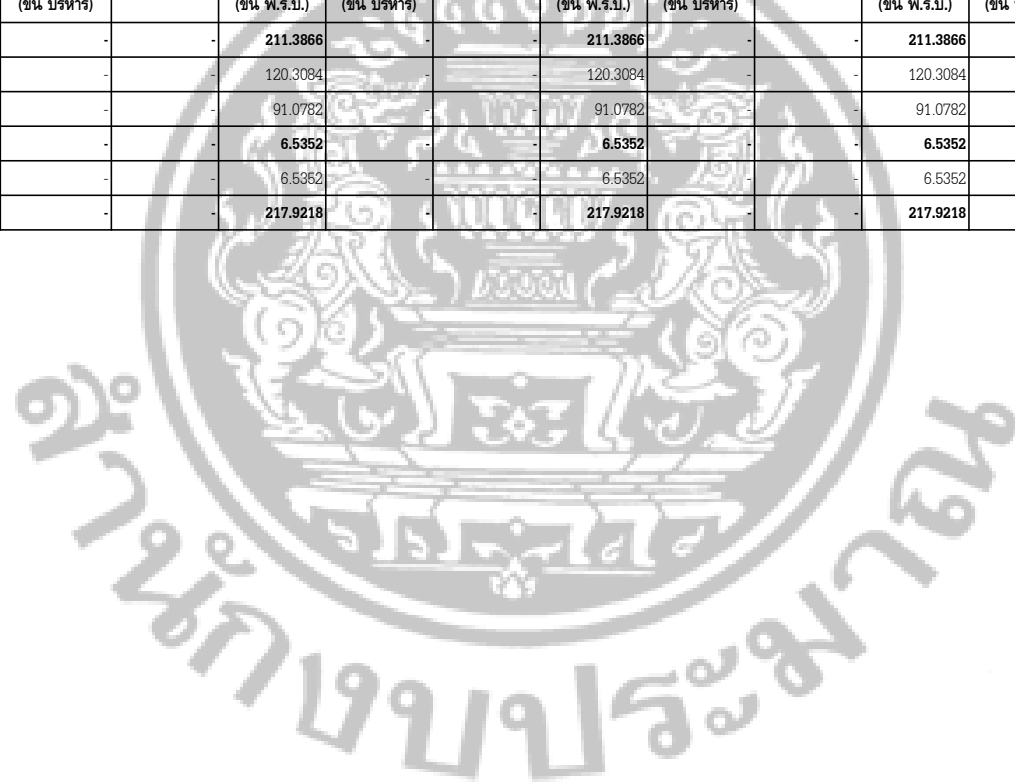 (ขั้น บริหาร) (ขั้น พ.ร.บ.) (ขั้น บริหาร) (ขั้น พ.ร.บ.) (ขั้น บริหาร) (ขั้น พ.ร.บ.)
- - 211.3866 - - 211.3866 - - 211.3866
- - 120.3084 - - 120.3084 - - 120.3084
- - 91.0782 - - 91.0782 - - 91.0782
- - 6.5352 - - 6.5352 - - 6.5352
- - 6.5352 - - 6.5352 - - 6.5352
- - 217.9218 - - 217.9218 - - 217.9218
สำนักงบประมาณ